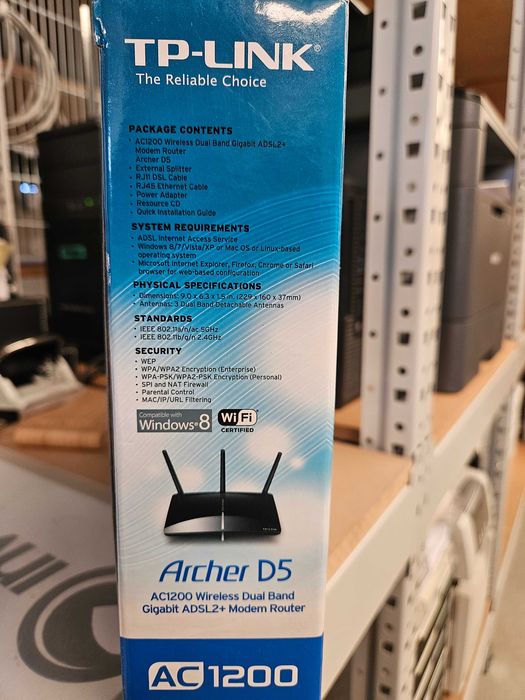 TP-LINK®
The Reliable Choice
PACKAGE CONTENTS
• AC1200 Wireless Dual Band Gigabit ADSL2+
Modem Router
Archer D5
• External Splitter
• RJ11 DSL Cable
• RJ45 Ethernet Cable
• Power Adapter
• Resource CD
• Quick Installation Guide
SYSTEM REQUIREMENTS
• ADSL Internet Access Service
• Windows 8/7/Vista/XP or Mac OS or Linux-based
operating system
• Microsoft Internet Explorer, Firefox, Chrome or Safari
browser for web-based configuration
PHYSICAL SPECIFICATIONS
• Dimensions: 9.0 x 6.3 x 1.5 in. (229 x 160 x 37mm)
• Antennas: 3 Dual Band Detachable Antennas
STANDARDS
• IEEE 802.11a/n/ac 5GHz
• IEEE 802.11b/g/n 2.4GHz
SECURITY
• WEP
• WPA/WPA2 Encryption (Enterprise)
• WPA-PSK/WPA2-PSK Encryption (Personal)
• SPI and NAT Firewall
• Parental Control
• MAC/IP/URL Filtering
Compatible with
Windows®8
Wi Fi
CERTIFIED
TP-LINK
Archer D5
AC1200 Wireless Dual Band
Gigabit ADSL2+ Modem Router
AC1200